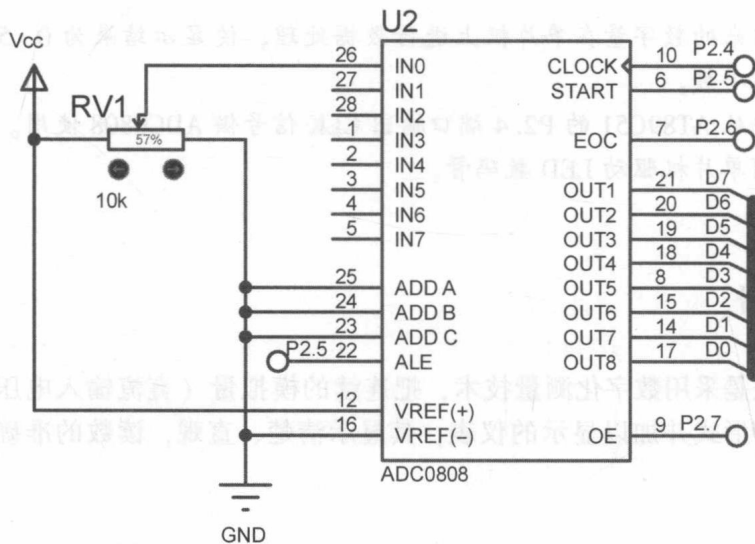 U2
Vcc
RV1
57%
10k
26 IN0
27 IN1
28 IN2
1 IN3
2 IN4
3 IN5
4 IN6
5 IN7
25 ADD A
24 ADD B
23 ADD C
P2.5 22 ALE
12 VREF(+)
16 VREF(-)
CLOCK 10 P2.4
START 6 P2.5
EOC 7 P2.6
OUT1 21 D7
OUT2 20 D6
OUT3 19 D5
OUT4 18 D4
OUT5 8 D3
OUT6 15 D2
OUT7 14 D1
OUT8 17 D0
OE 9 P2.7
ADC0808
GND